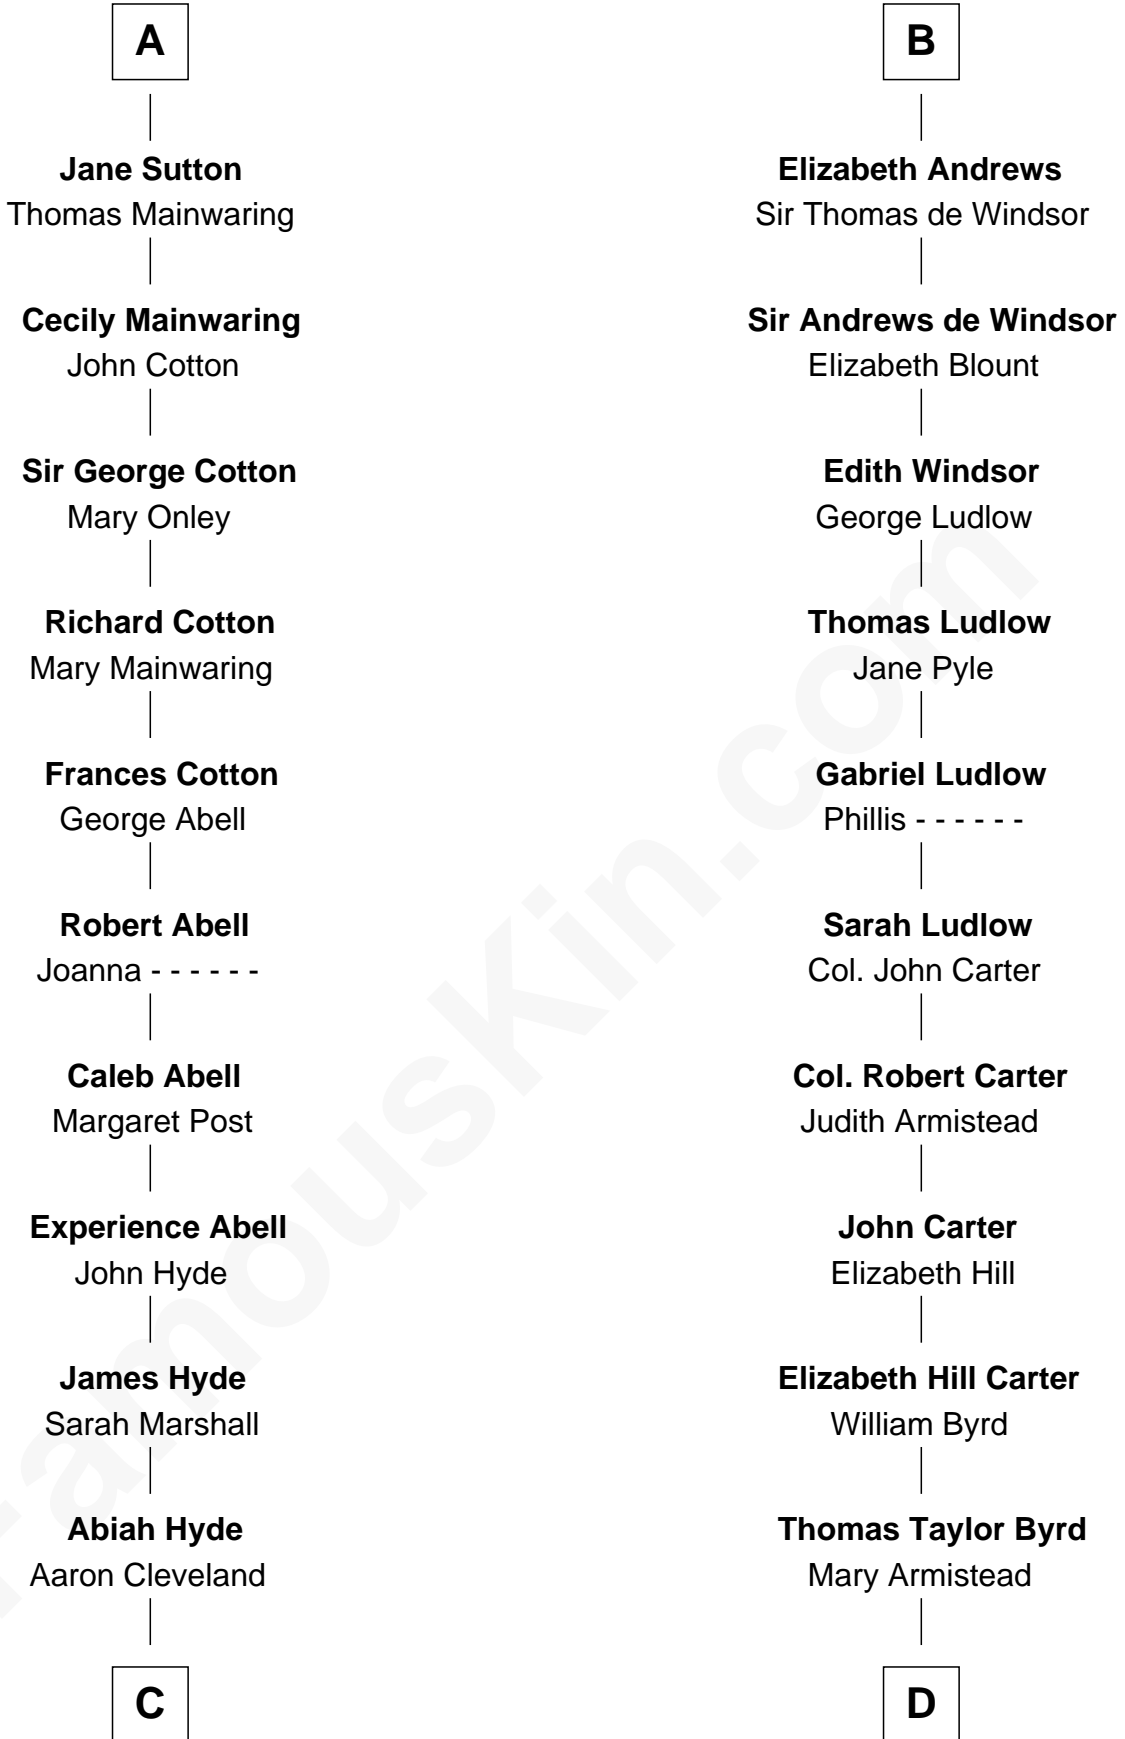 A
Jane Sutton
Thomas Mainwaring
Cecily Mainwaring
John Cotton
Sir George Cotton
Mary Onley
Richard Cotton
Mary Mainwaring
Frances Cotton
George Abell
Robert Abell
Joanna - - - - - -
Caleb Abell
Margaret Post
Experience Abell
John Hyde
James Hyde
Sarah Marshall
Abiah Hyde
Aaron Cleveland
C
B
Elizabeth Andrews
Sir Thomas de Windsor
Sir Andrews de Windsor
Elizabeth Blount
Edith Windsor
George Ludlow
Thomas Ludlow
Jane Pyle
Gabriel Ludlow
Phillis - - - - - -
Sarah Ludlow
Col. John Carter
Col. Robert Carter
Judith Armistead
John Carter
Elizabeth Hill
Elizabeth Hill Carter
William Byrd
Thomas Taylor Byrd
Mary Armistead
D
FamousKin.com